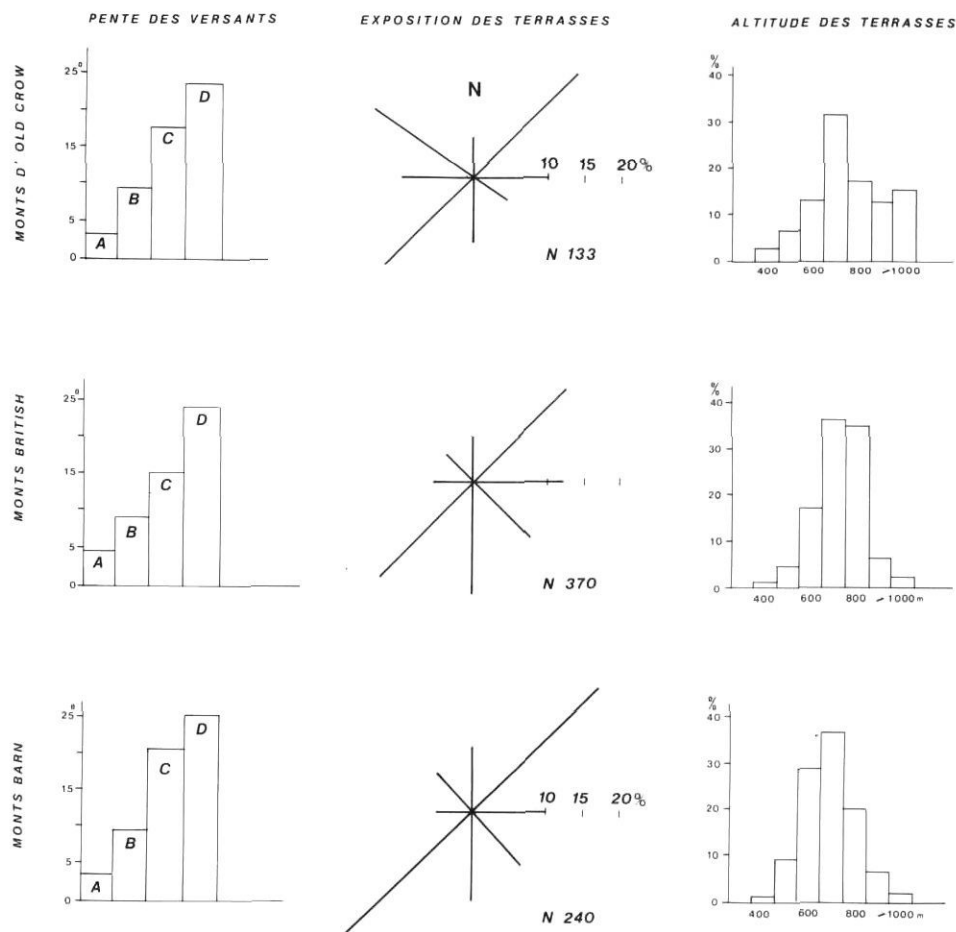 PENTE DES VERSANTS
EXPOSITION DES TERRASSES
ALTITUDE DES TERRASSES
MONTS D' OLD CROW
25°
15
5
0
A
B
C
D
N
10 15 20%
N 133
%
40
30
20
10
0
400 600 800 >1000
MONTS BRITISH
25°
15
5
0
A
B
C
D
N 370
%
40
30
20
10
0
400 600 800 >1000 m
MONTS BARN
25°
15
5
0
A
B
C
D
10 15 20%
N 240
%
40
30
20
10
0
400 600 800 >1000 m